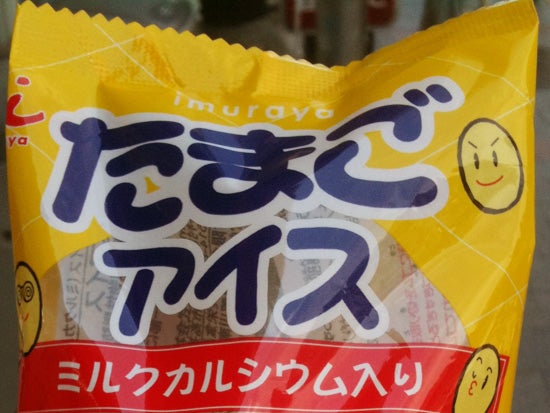 imuraya
たまご
アイス
ミルクカルシウム入り